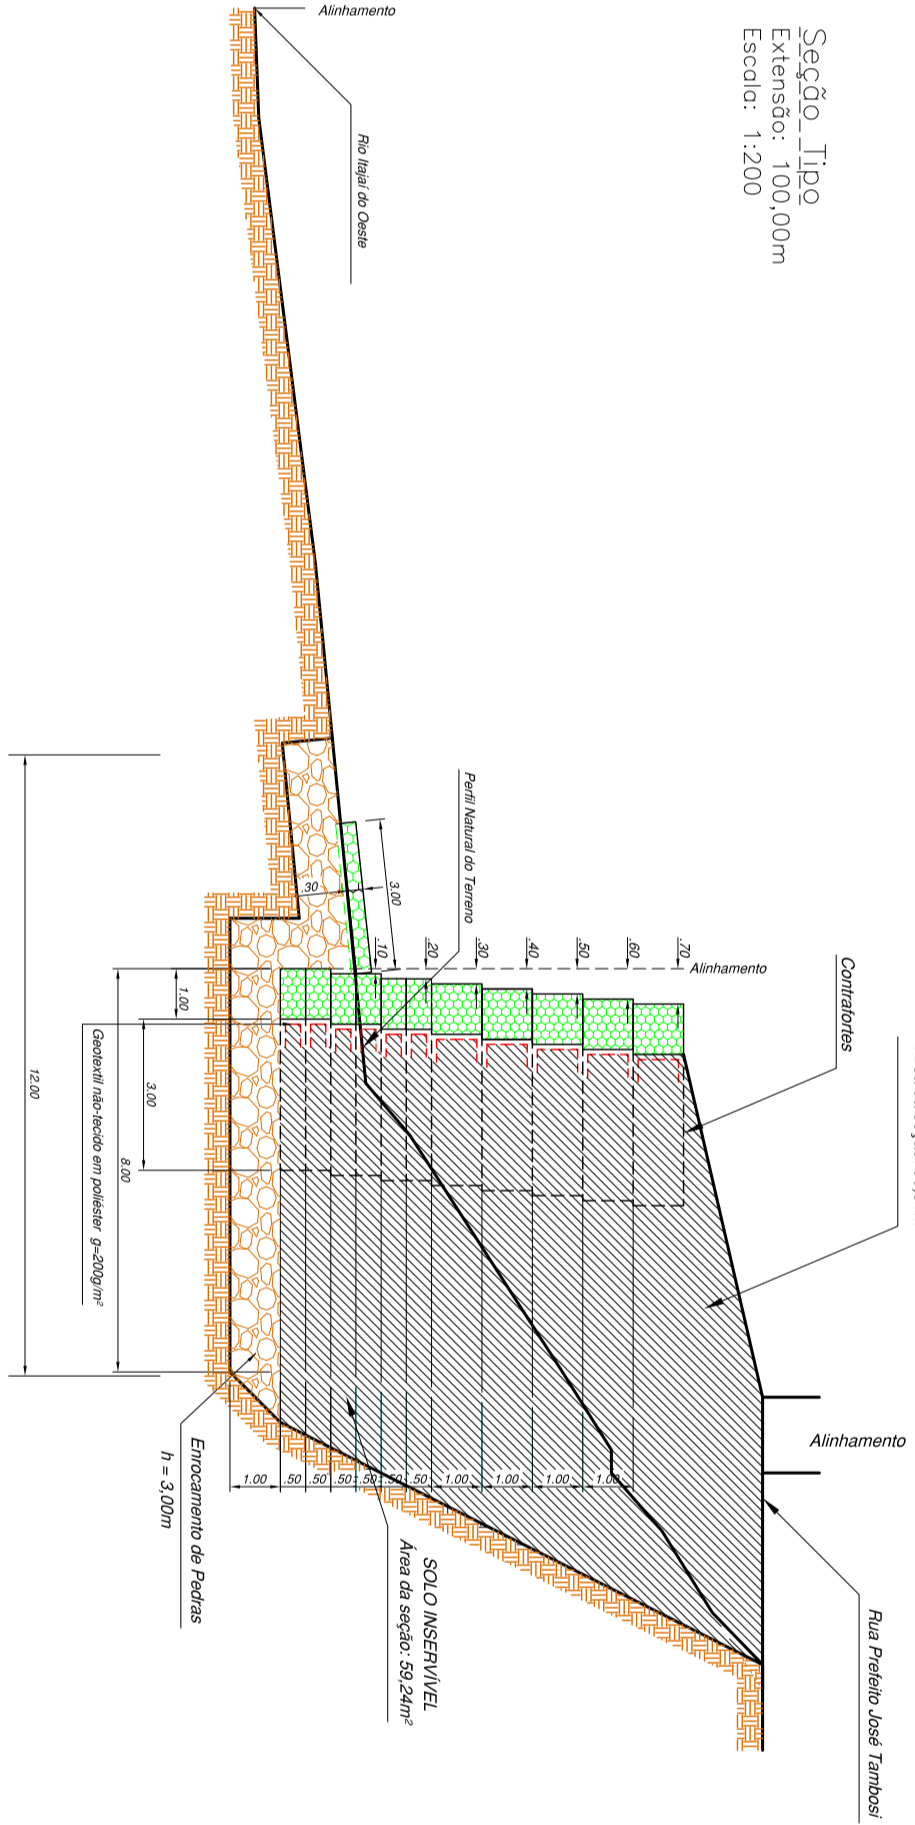 Seção Tipo
Extensão: 100,00m
Escala: 1:200
Alinhamento
Rio Itajaí do Oeste
Perfil Natural do Terreno
3.00
.30
.10
.20
.30
.40
.50
.60
.70
Alinhamento
Contrafortes
Alinhamento
Rua Prefeito José Tambosi
1.00
3.00
8.00
12.00
Geotextil não-tecido em poliéster g=200g/m²
1.00
.50
.50
.50
.50
.50
.50
1.00
1.00
1.00
1.00
Enrocamento de Pedras
h = 3,00m
SOLO INSERVÍVEL
Área da seção: 59,24m²